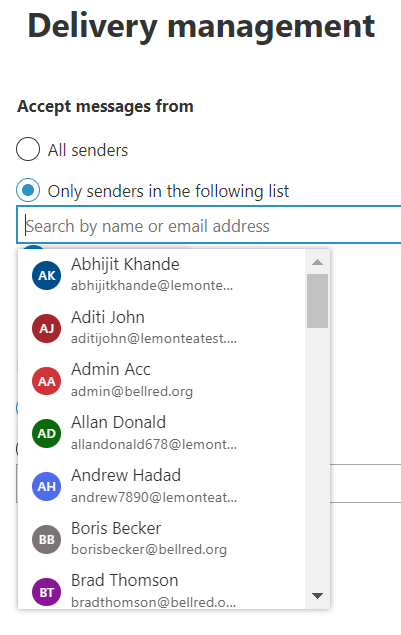 Delivery management
Accept messages from
All senders
Only senders in the following list
Search by name or email address
AK Abhijit Khande
abhijitkhande@lemonte...
AJ Aditi John
aditijohn@lemonteatest....
AA Admin Acc
admin@bellred.org
AD Allan Donald
allandonald678@lemont...
AH Andrew Hadad
andrew7890@lemonteat...
BB Boris Becker
borisbecker@bellred.org
BT Brad Thomson
bradthomson@bellred.o...